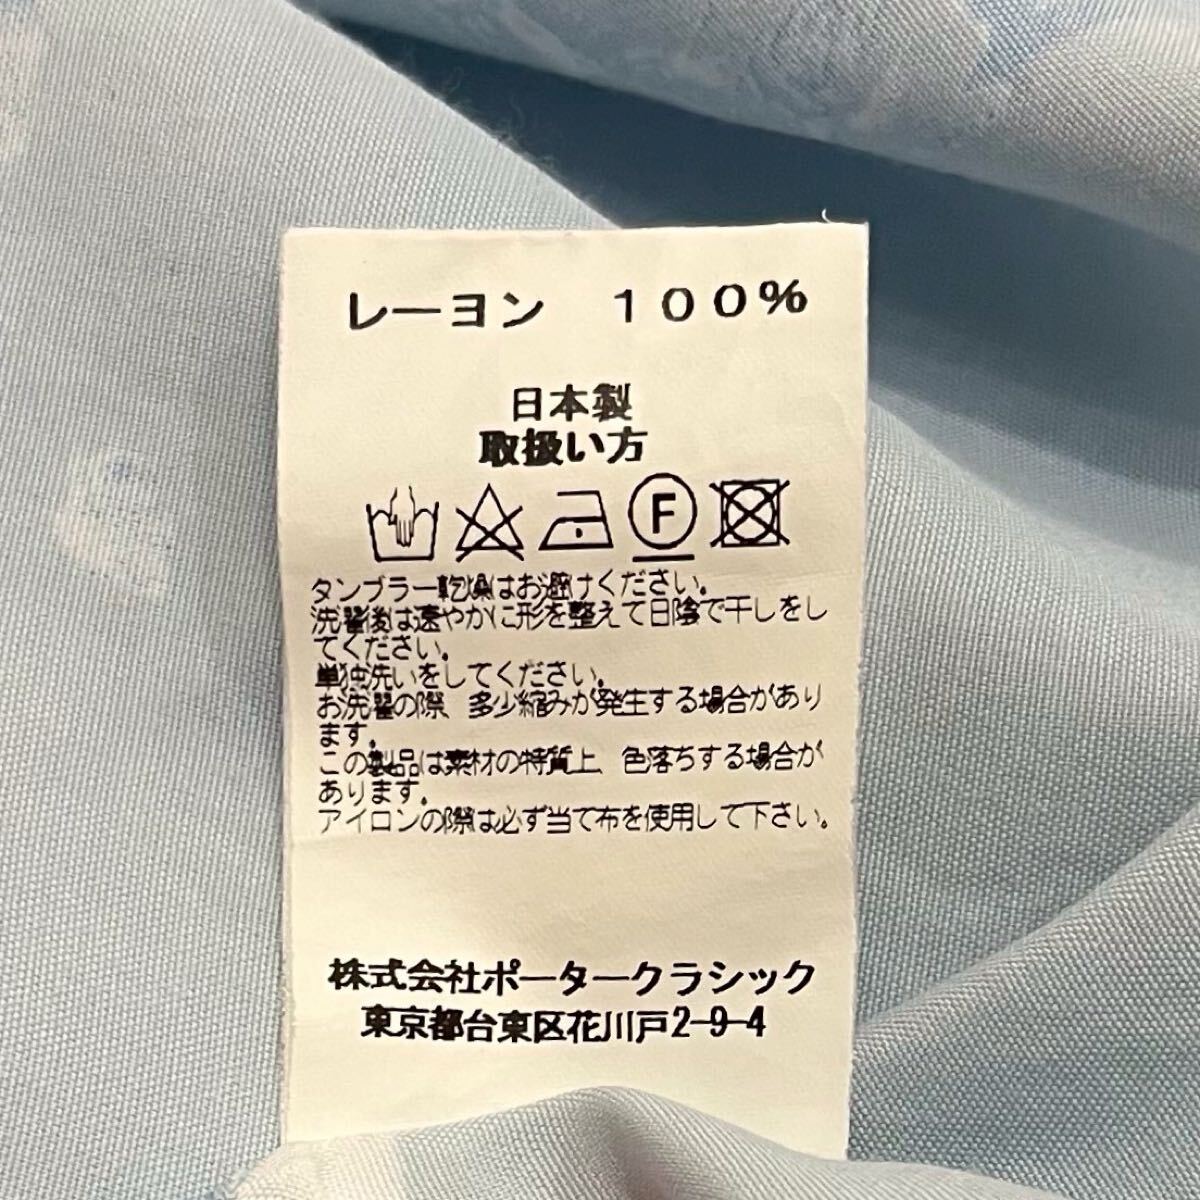 レーヨン　１００％
日本製
取扱い方
F
タンブラー乾燥はお避けください。
洗濯後は速やかに形を整えて日陰で干しをし
てください。
単独洗いをしてください。
お洗濯の際、多少縮みが発生する場合があり
ます。
この製品は素材の特質上、色落ちする場合が
あります。
アイロンの際は必ず当て布を使用して下さい。
株式会社ポータークラシック
東京都台東区花川戸2-9-4